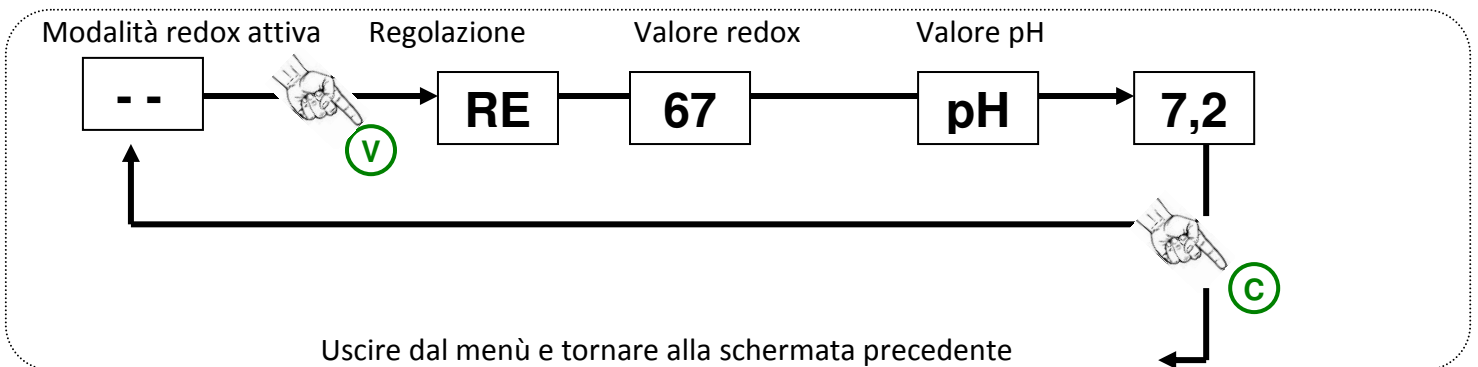 Modalità redox attiva Regolazione Valore redox Valore pH
- - RE 67 pH 7,2
V
C
Uscire dal menù e tornare alla schermata precedente